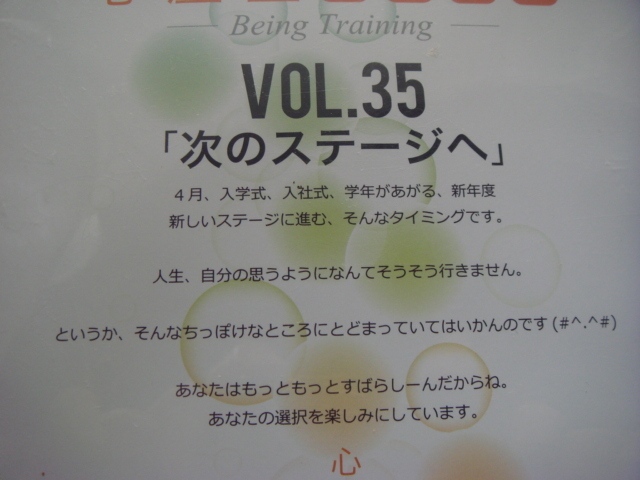 Being Training
VOL.35
「次のステージへ」
4月、入学式、入社式、学年があがる、新年度
新しいステージに進む、そんなタイミングです。
人生、自分の思うようになんてそうそう行きません。
というか、そんなちっぽけなところにとどまっていてはいかんのです(#^.^#)
あなたはもっともっとすばらしーんだからね。
あなたの選択を楽しみにしています。
心